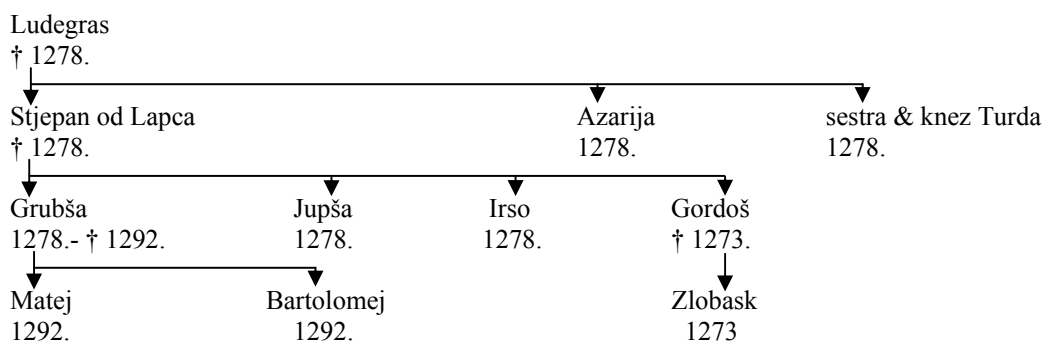 Ludegras
† 1278.
Stjepan od Lapca Azarija sestra & knez Turda
† 1278. 1278. 1278.
Grubša Jupša Irso Gordoš
1278.- † 1292. 1278. 1278. † 1273.
Matej Bartolomej Zlobask
1292. 1292. 1273